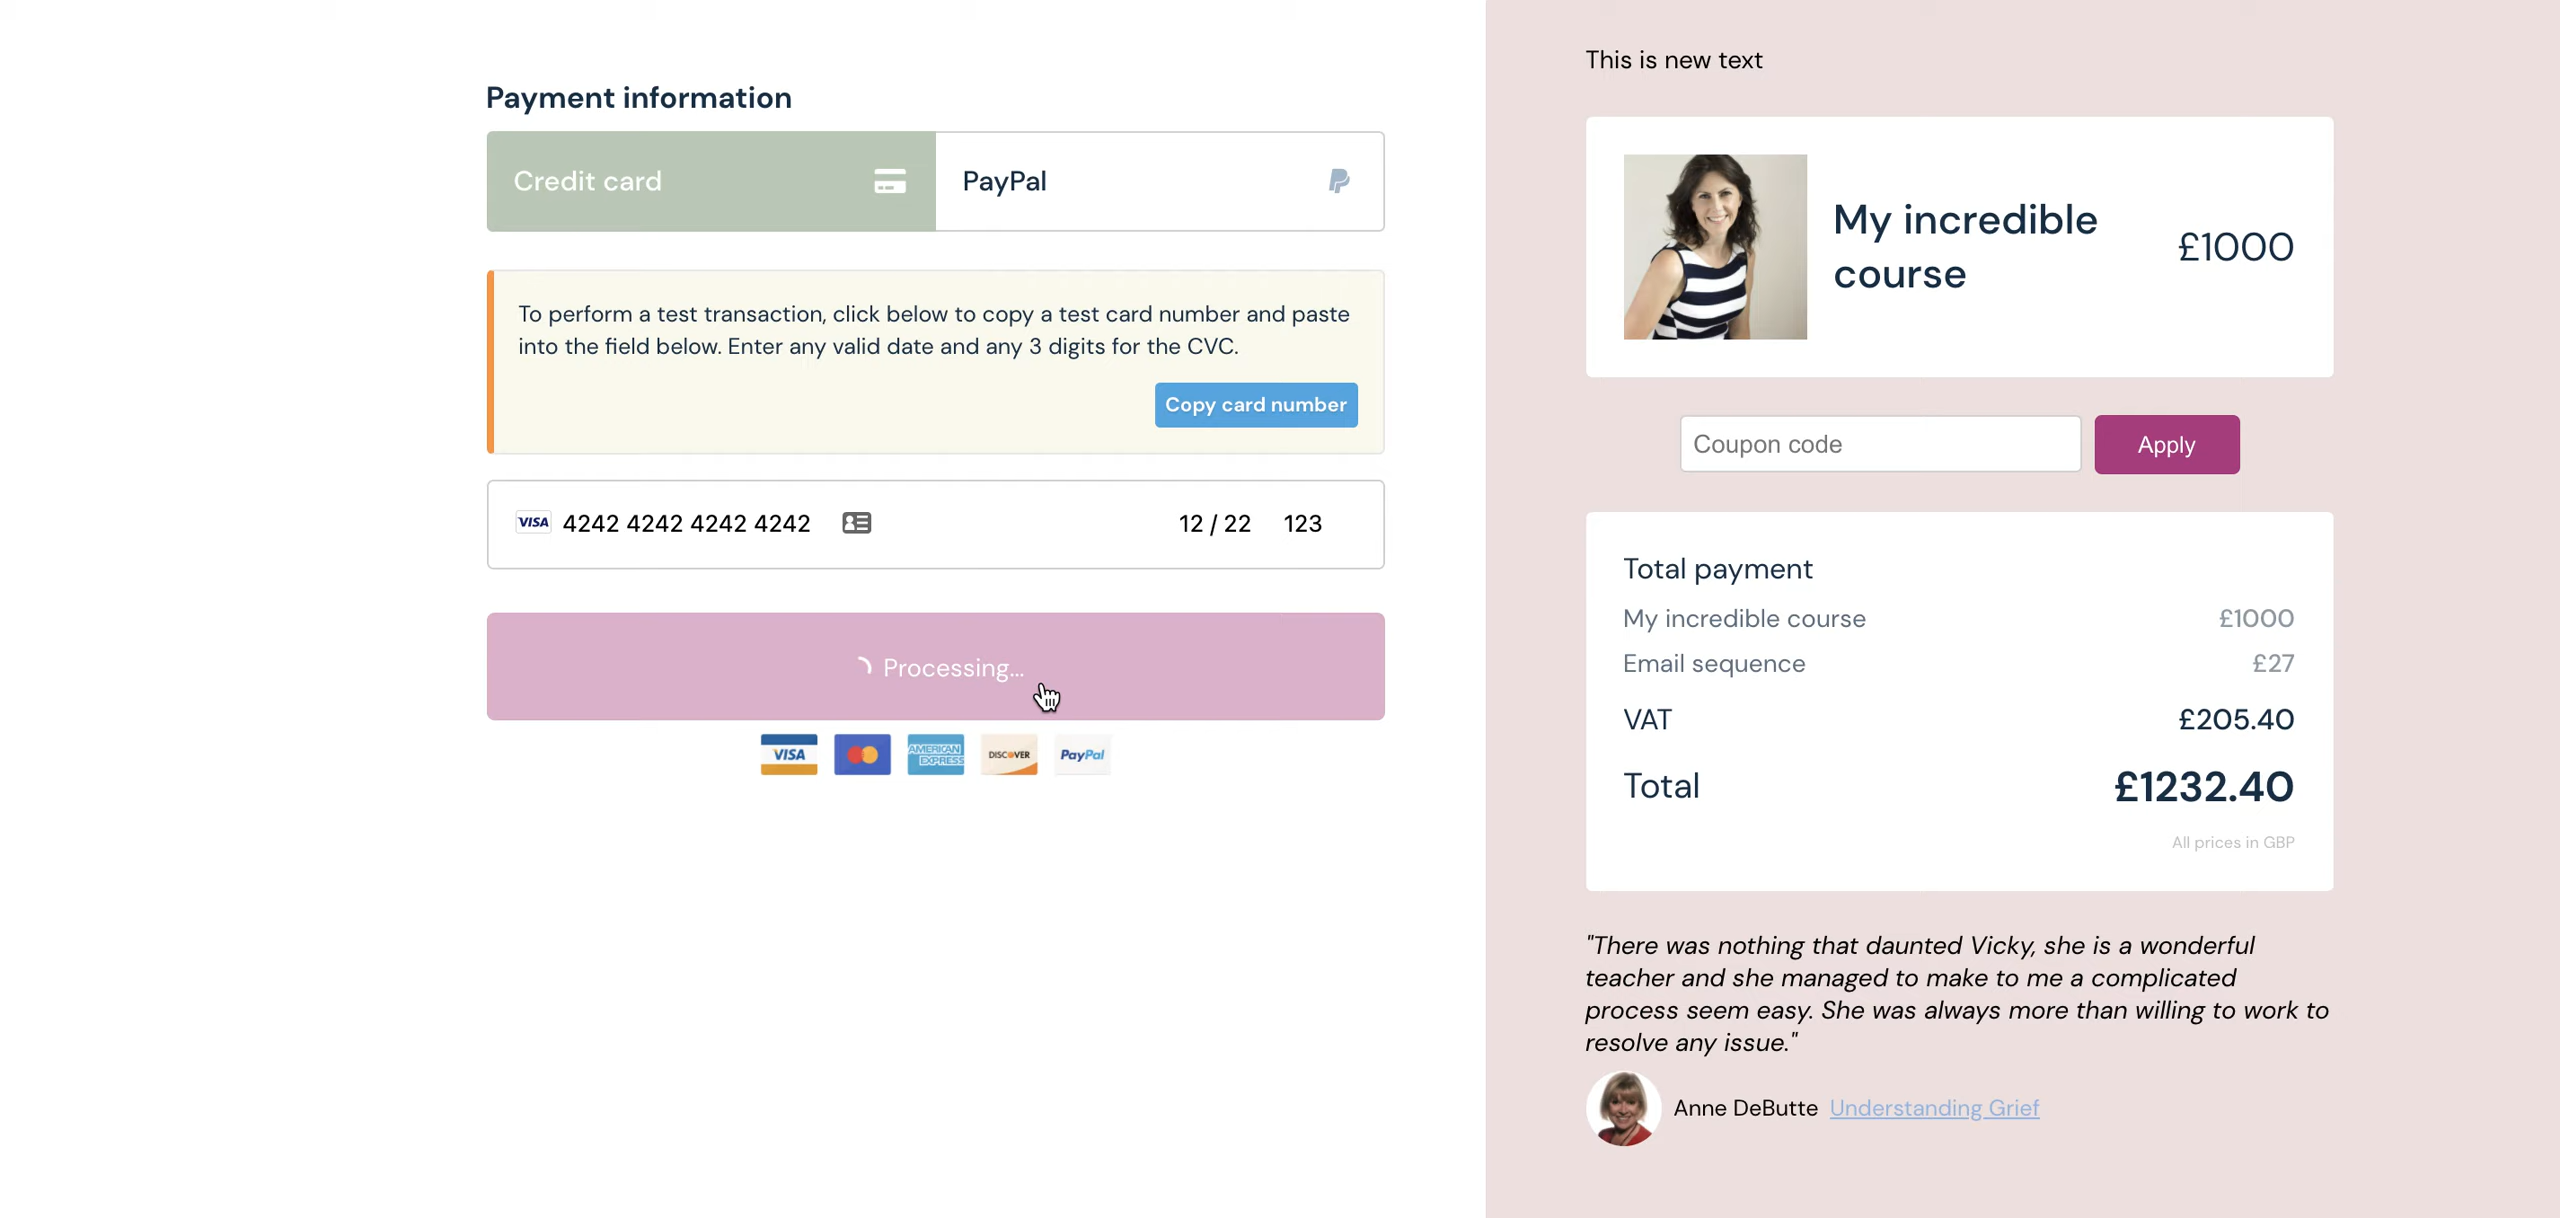 Payment information
Credit card
PayPal
To perform a test transaction, click below to copy a test card number and paste
into the field below. Enter any valid date and any 3 digits for the CVC.
Copy card number
VISA 4242 4242 4242 4242 12 / 22 123
Processing...
VISA
AMERICAN EXPRESS
DISCOVER
PayPal
This is new text
My incredible
course
£1000
Coupon code
Apply
Total payment
My incredible course £1000
Email sequence £27
VAT £205.40
Total £1232.40
All prices in GBP
"There was nothing that daunted Vicky, she is a wonderful
teacher and she managed to make to me a complicated
process seem easy. She was always more than willing to work to
resolve any issue."
Anne DeButte Understanding Grief